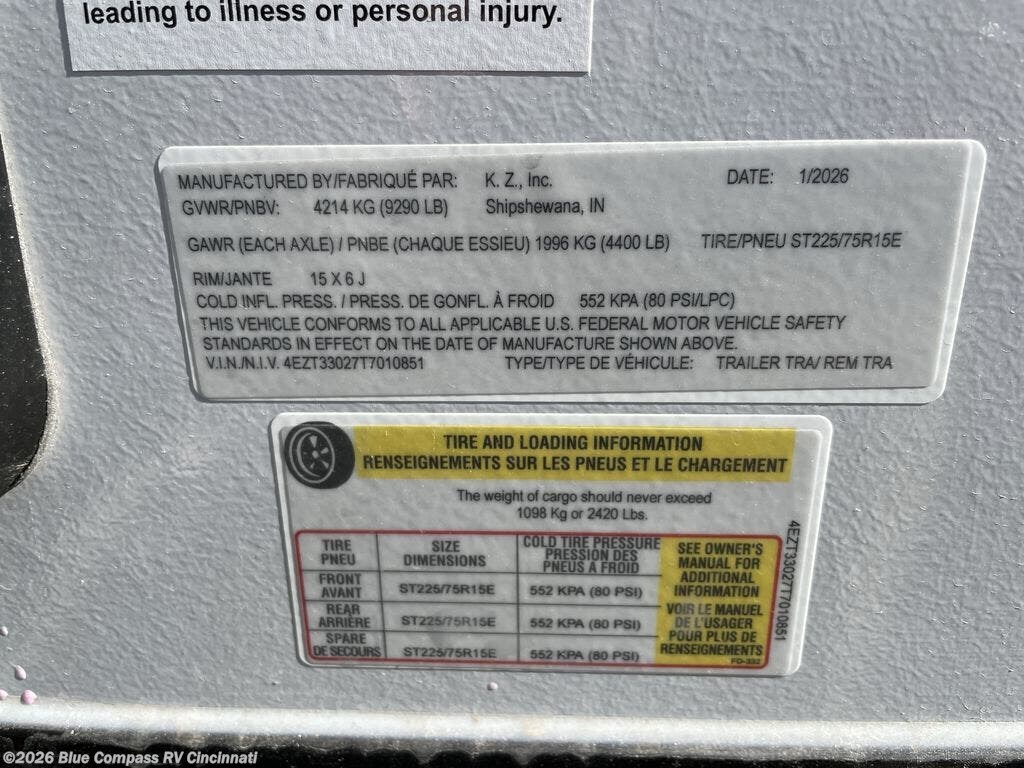 leading to illness or personal injury.
MANUFACTURED BY/FABRIQUÉ PAR: K. Z., Inc. DATE: 1/2026
GVWR/PNBV: 4214 KG (9290 LB) Shipshewana, IN
GAWR (EACH AXLE) / PNBE (CHAQUE ESSIEU) 1996 KG (4400 LB) TIRE/PNEU ST225/75R15E
RIM/JANTE 15 X 6 J
COLD INFL. PRESS. / PRESS. DE GONFL. À FROID 552 KPA (80 PSI/LPC)
THIS VEHICLE CONFORMS TO ALL APPLICABLE U.S. FEDERAL MOTOR VEHICLE SAFETY
STANDARDS IN EFFECT ON THE DATE OF MANUFACTURE SHOWN ABOVE.
V.I.N./N.I.V. 4EZT33027T7010851 TYPE/TYPE DE VÉHICULE: TRAILER TRA/ REM TRA
TIRE AND LOADING INFORMATION
RENSEIGNEMENTS SUR LES PNEUS ET LE CHARGEMENT
The weight of cargo should never exceed
1098 Kg or 2420 Lbs.
TIRE
PNEU
SIZE
DIMENSIONS
COLD TIRE PRESSURE
PRESSION DES
PNEUS A FROID
FRONT
AVANT
ST225/75R15E
552 KPA (80 PSI)
REAR
ARRIÈRE
ST225/75R15E
552 KPA (80 PSI)
SPARE
DE SECOURS
ST225/75R15E
552 KPA (80 PSI)
SEE OWNER'S
MANUAL FOR
ADDITIONAL
INFORMATION
VOIR LE MANUEL
DE L'USAGER
POUR PLUS DE
RENSEIGNEMENTS
FO-332
4EZT33027T7010851
©2026 Blue Compass RV Cincinnati